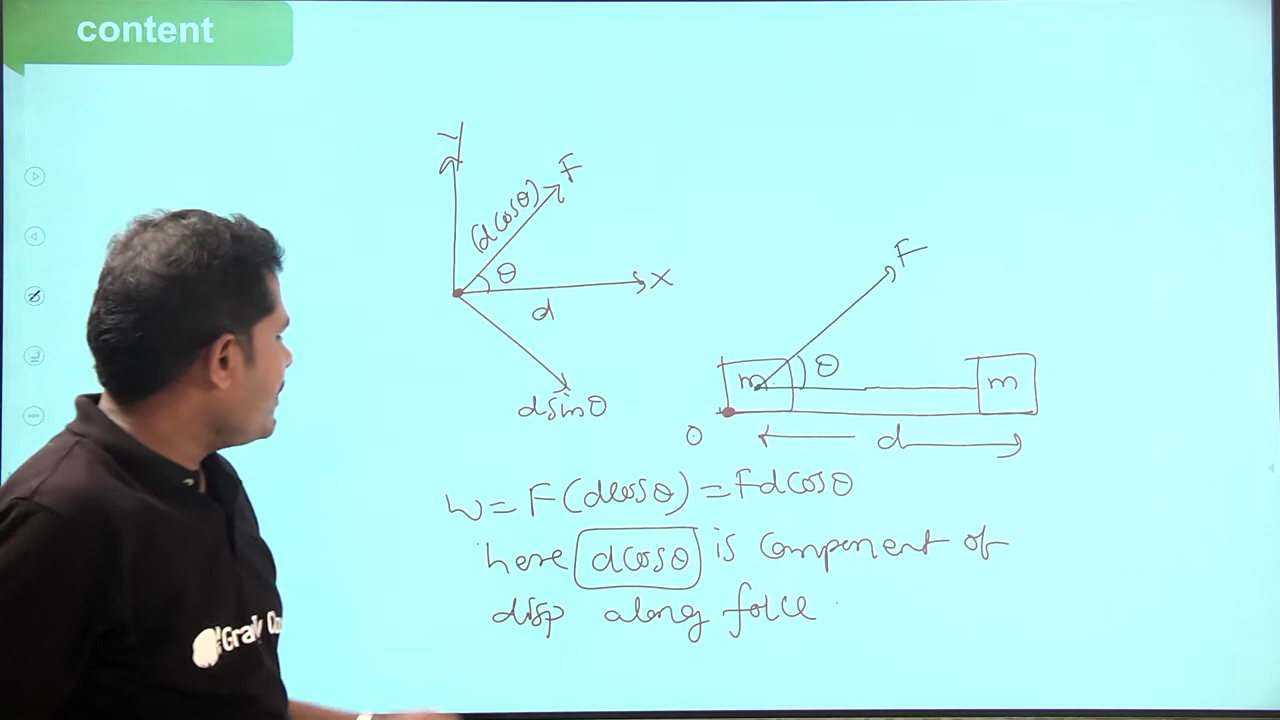 content
Y
F
(dcosθ)
θ
X
d
dsinθ
F
θ
m
m
O
d
W = F(dcosθ) = Fdcosθ
here dcosθ is component of
disp along force